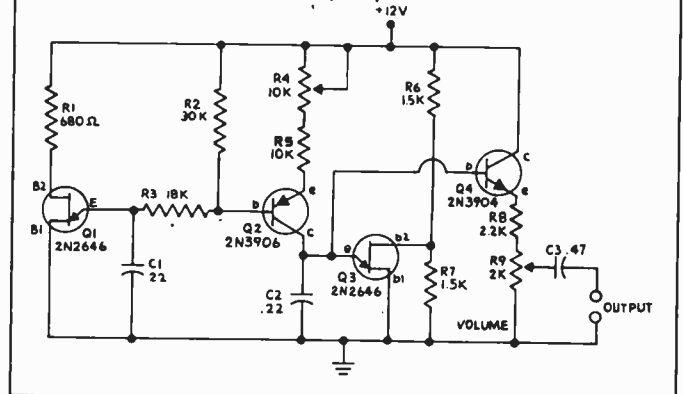 +12V
R1
680Ω
R2
30K
R4
10K
R5
10K
R6
1.5K
B2
E
B1
Q1
2N2646
R3 18K
C1
22
b
e
c
Q2
2N3906
C2
.22
e
b2
b1
Q3
2N2646
R7
1.5K
b
c
e
Q4
2N3904
R8
2.2K
R9
2K
VOLUME
C3 .47
OUTPUT